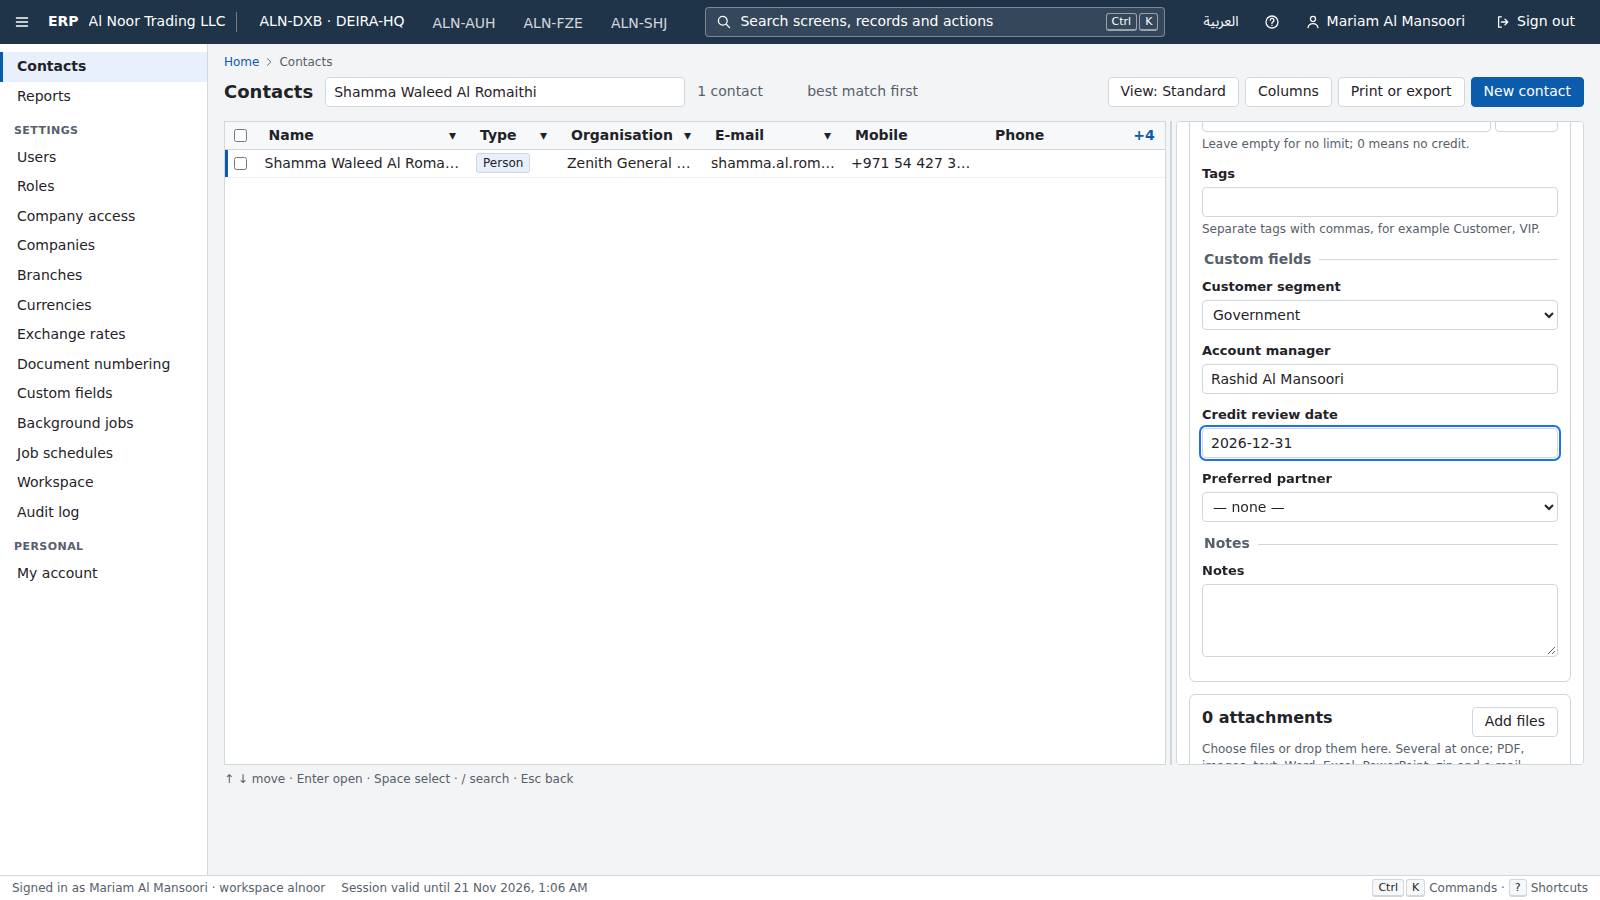 ERP Al Noor Trading LLC ALN-DXB · DEIRA-HQ ALN-AUH ALN-FZE ALN-SHJ Search screens, records and actions Ctrl K العربية Mariam Al Mansoori Sign out
Contacts
Reports
SETTINGS
Users
Roles
Company access
Companies
Branches
Currencies
Exchange rates
Document numbering
Custom fields
Background jobs
Job schedules
Workspace
Audit log
PERSONAL
My account
Home > Contacts
Contacts Shamma Waleed Al Romaithi 1 contact best match first View: Standard Columns Print or export New contact
Name ▼ Type ▼ Organisation ▼ E-mail ▼ Mobile Phone +4
Shamma Waleed Al Roma… Person Zenith General … shamma.al.rom… +971 54 427 3…
↑ ↓ move · Enter open · Space select · / search · Esc back
Leave empty for no limit; 0 means no credit.
Tags
Separate tags with commas, for example Customer, VIP.
Custom fields
Customer segment
Government
Account manager
Rashid Al Mansoori
Credit review date
2026-12-31
Preferred partner
— none —
Notes
Notes
0 attachments Add files
Choose files or drop them here. Several at once; PDF,
images, text, Word, Excel, PowerPoint, zip and e-mail
Signed in as Mariam Al Mansoori · workspace alnoor Session valid until 21 Nov 2026, 1:06 AM Ctrl K Commands · ? Shortcuts